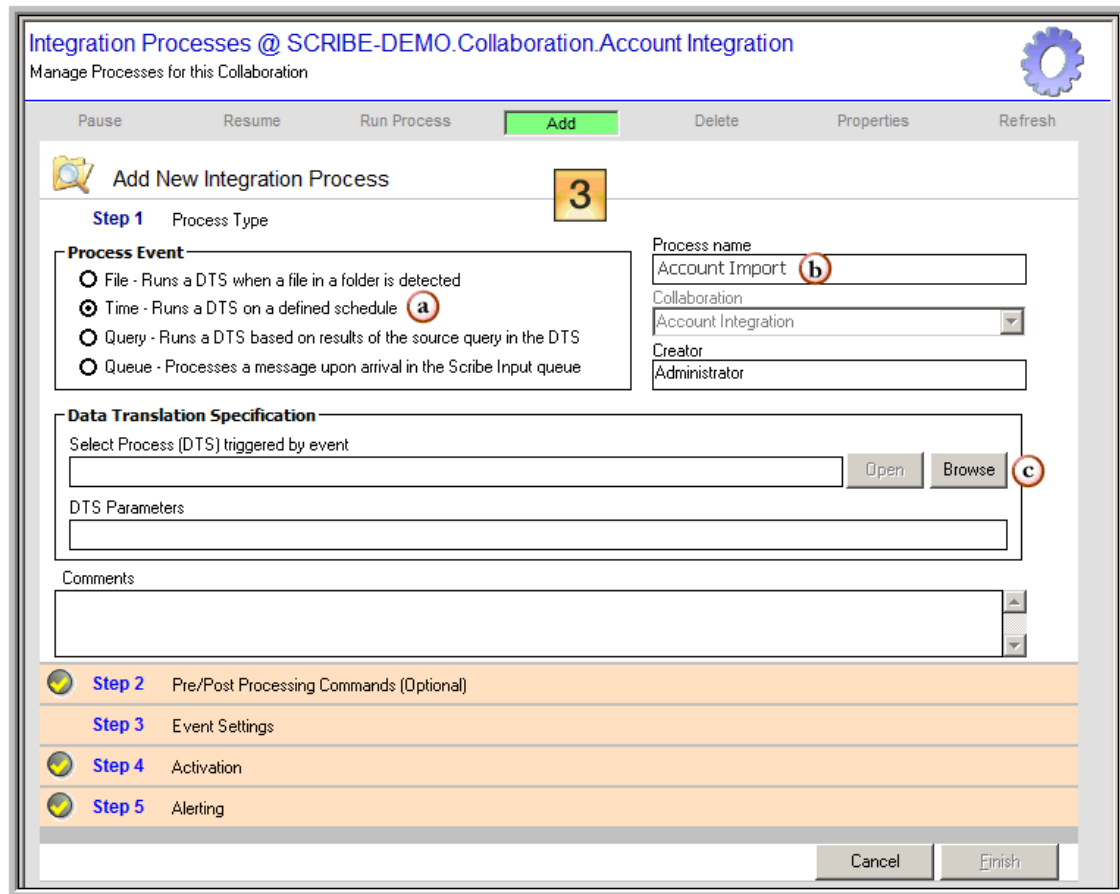 Integration Processes @ SCRIBE-DEMO.Collaboration.Account Integration
Manage Processes for this Collaboration
Pause Resume Run Process Add Delete Properties Refresh
Add New Integration Process
3
Step 1 Process Type
Process Event
File - Runs a DTS when a file in a folder is detected
Time - Runs a DTS on a defined schedule a
Query - Runs a DTS based on results of the source query in the DTS
Queue - Processes a message upon arrival in the Scribe Input queue
Process name
Account Import b
Collaboration
Account Integration
Creator
Administrator
Data Translation Specification
Select Process (DTS) triggered by event
Open Browse c
DTS Parameters
Comments
Step 2 Pre/Post Processing Commands (Optional)
Step 3 Event Settings
Step 4 Activation
Step 5 Alerting
Cancel Finish